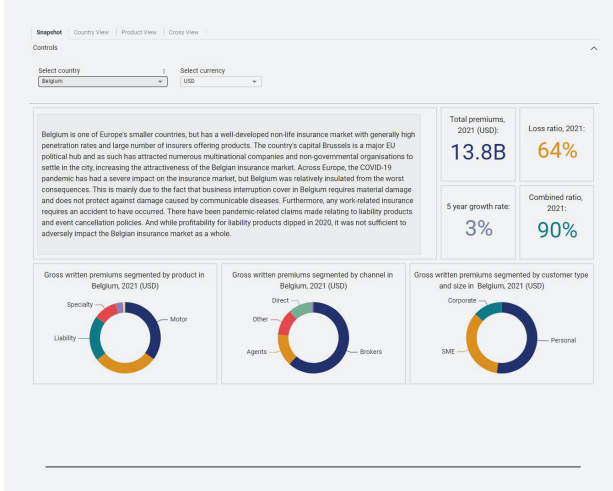 Snapshot Country View Product View Cross View
Controls
Select country Select currency
Belgium USD
Belgium is one of Europe's smaller countries, but has a well-developed non-life insurance market with generally high
penetration rates and large number of insurers offering products. The country's capital Brussels is a major EU
political hub and as such has attracted numerous multinational companies and non-governmental organisations to
settle in the city, increasing the attractiveness of the Belgian insurance market. Across Europe, the COVID-19
pandemic has had a severe impact on the insurance market, but Belgium was relatively insulated from the worst
consequences. This is mainly due to the fact that business interruption cover in Belgium requires material damage
and does not protect against damage caused by communicable diseases. Furthermore, any work-related insurance
requires an accident to have occurred. There have been pandemic-related claims made relating to liability products
and event cancellation policies. And while profitability for liability products dipped in 2020, it was not sufficient to
adversely impact the Belgian insurance market as a whole.
Total premiums,
2021 (USD):
13.8B
Loss ratio, 2021:
64%
5 year growth rate:
3%
Combined ratio,
2021:
90%
Gross written premiums segmented by product in
Belgium, 2021 (USD)
Specialty
Motor
Liability
Gross written premiums segmented by channel in
Belgium, 2021 (USD)
Direct
Other
Agents
Brokers
Gross written premiums segmented by customer type
and size in Belgium, 2021 (USD)
Corporate
Personal
SME